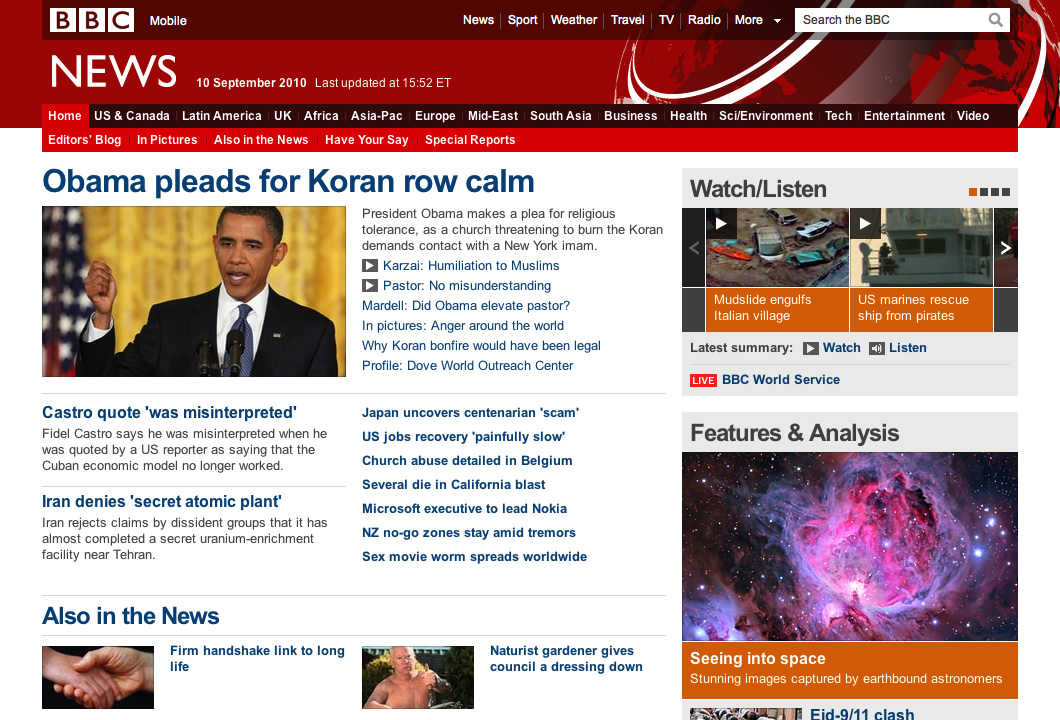 BBC Mobile News Sport Weather Travel TV Radio More Search the BBC
NEWS 10 September 2010 Last updated at 15:52 ET
Home US & Canada Latin America UK Africa Asia-Pac Europe Mid-East South Asia Business Health Sci/Environment Tech Entertainment Video
Editors' Blog In Pictures Also in the News Have Your Say Special Reports
Obama pleads for Koran row calm
President Obama makes a plea for religious
tolerance, as a church threatening to burn the Koran
demands contact with a New York imam.
Karzai: Humiliation to Muslims
Pastor: No misunderstanding
Mardell: Did Obama elevate pastor?
In pictures: Anger around the world
Why Koran bonfire would have been legal
Profile: Dove World Outreach Center
Castro quote 'was misinterpreted'
Fidel Castro says he was misinterpreted when he
was quoted by a US reporter as saying that the
Cuban economic model no longer worked.
Iran denies 'secret atomic plant'
Iran rejects claims by dissident groups that it has
almost completed a secret uranium-enrichment
facility near Tehran.
Japan uncovers centenarian 'scam'
US jobs recovery 'painfully slow'
Church abuse detailed in Belgium
Several die in California blast
Microsoft executive to lead Nokia
NZ no-go zones stay amid tremors
Sex movie worm spreads worldwide
Also in the News
Firm handshake link to long
life
Naturist gardener gives
council a dressing down
Watch/Listen
Mudslide engulfs
Italian village
US marines rescue
ship from pirates
Latest summary: Watch Listen
LIVE BBC World Service
Features & Analysis
Seeing into space
Stunning images captured by earthbound astronomers
Eid-9/11 clash